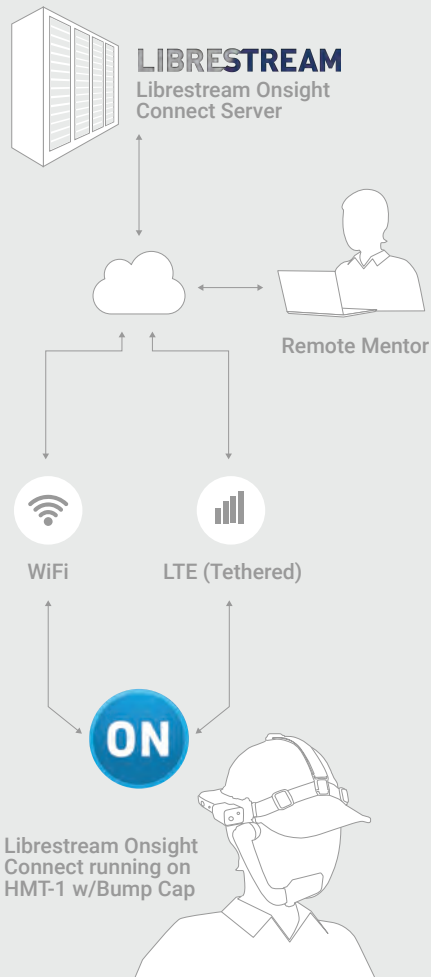 LIBRESTREAM
Librestream Onsight
Connect Server
Remote Mentor
WiFi
LTE (Tethered)
ON
Librestream Onsight
Connect running on
HMT-1 w/Bump Cap